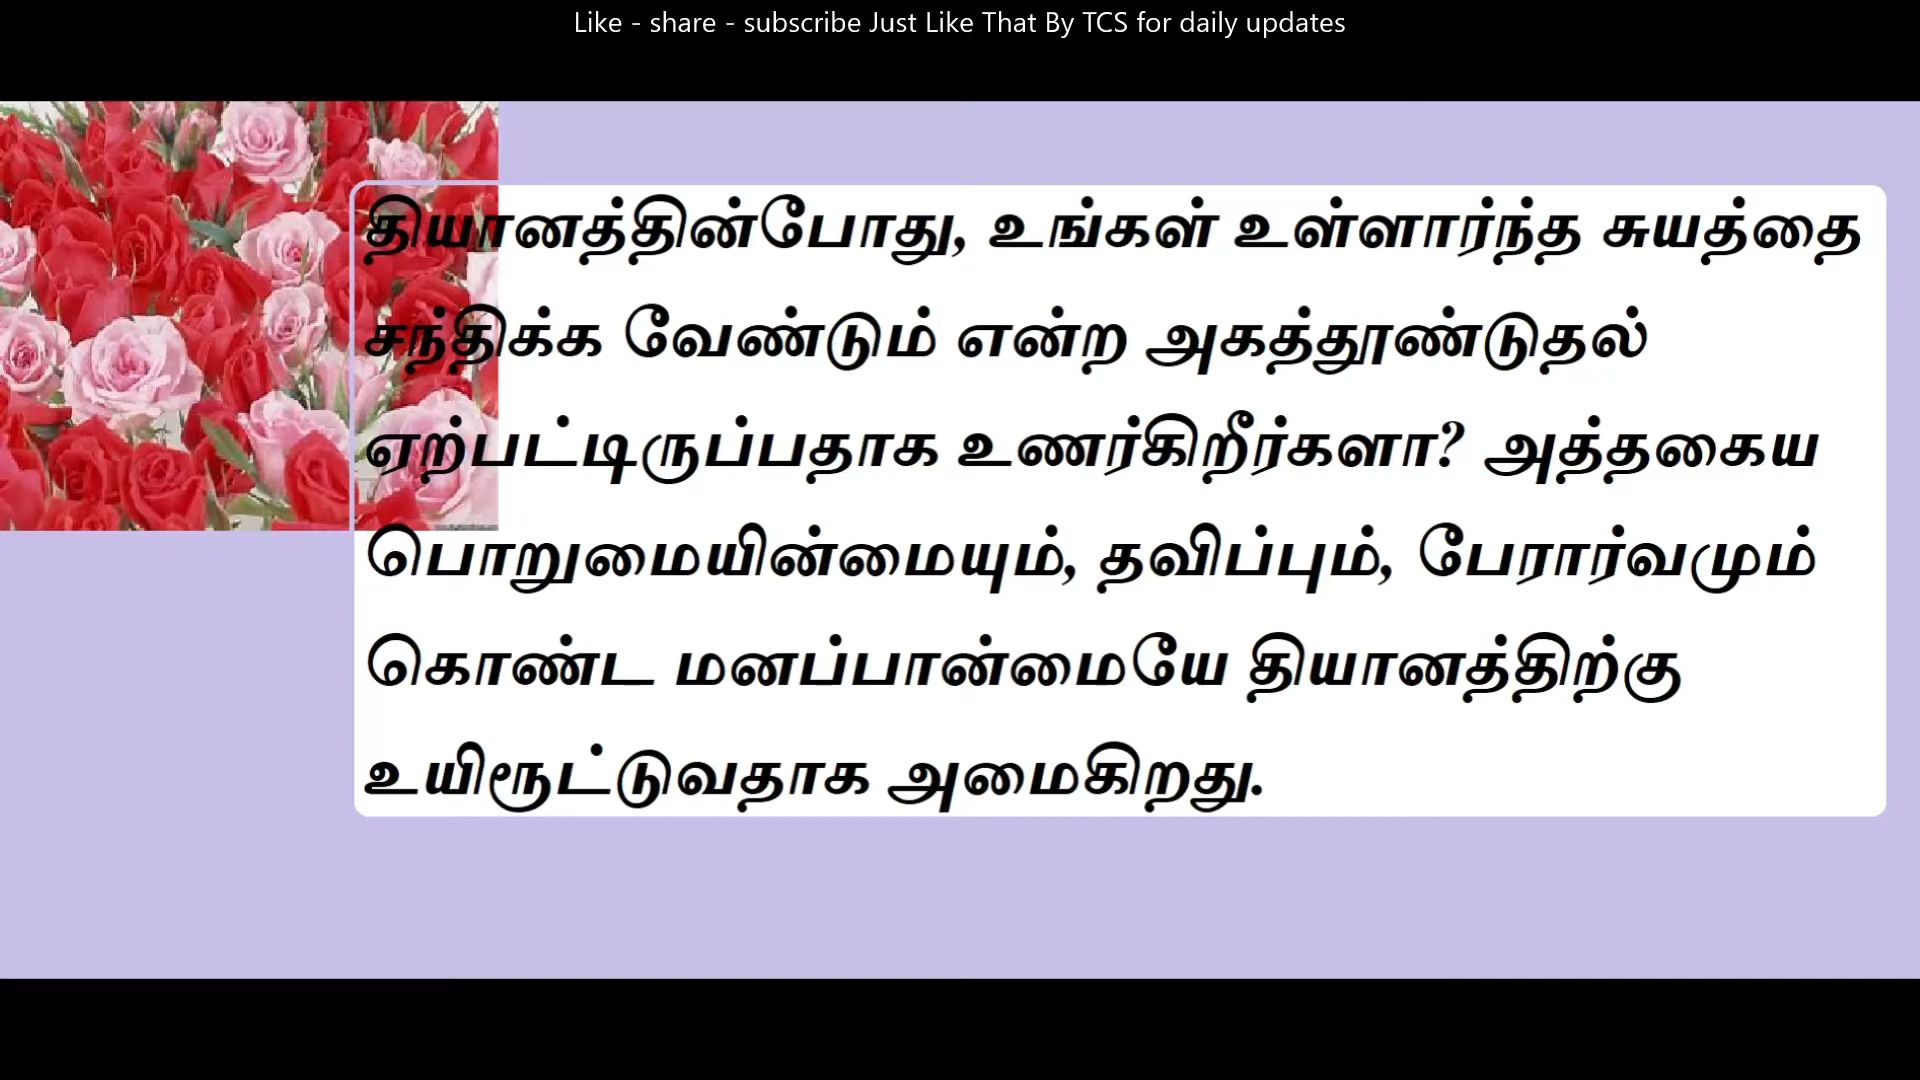 Like - share - subscribe Just Like That By TCS for daily updates
தியானத்தின்போது, உங்கள் உள்ளார்ந்த சுயத்தை
சந்திக்க வேண்டும் என்ற அகத்தூண்டுதல்
ஏற்பட்டிருப்பதாக உணர்கிறீர்களா? அத்தகைய
பொறுமையின்மையும், தவிப்பும், பேரார்வமும்
கொண்ட மனப்பான்மையே தியானத்திற்கு
உயிரூட்டுவதாக அமைகிறது.